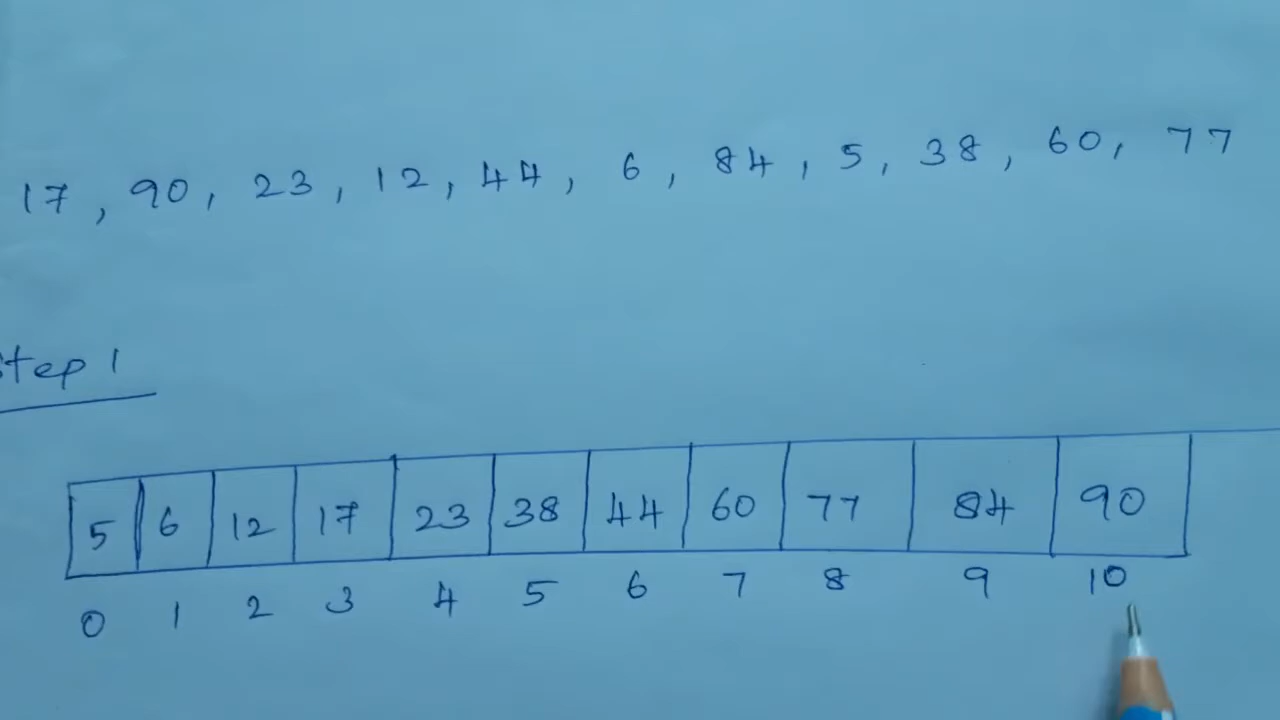 17, 90, 23, 12, 44, 6, 84, 5, 38, 60, 77
Step 1
5 6 12 17 23 38 44 60 77 84 90
0 1 2 3 4 5 6 7 8 9 10